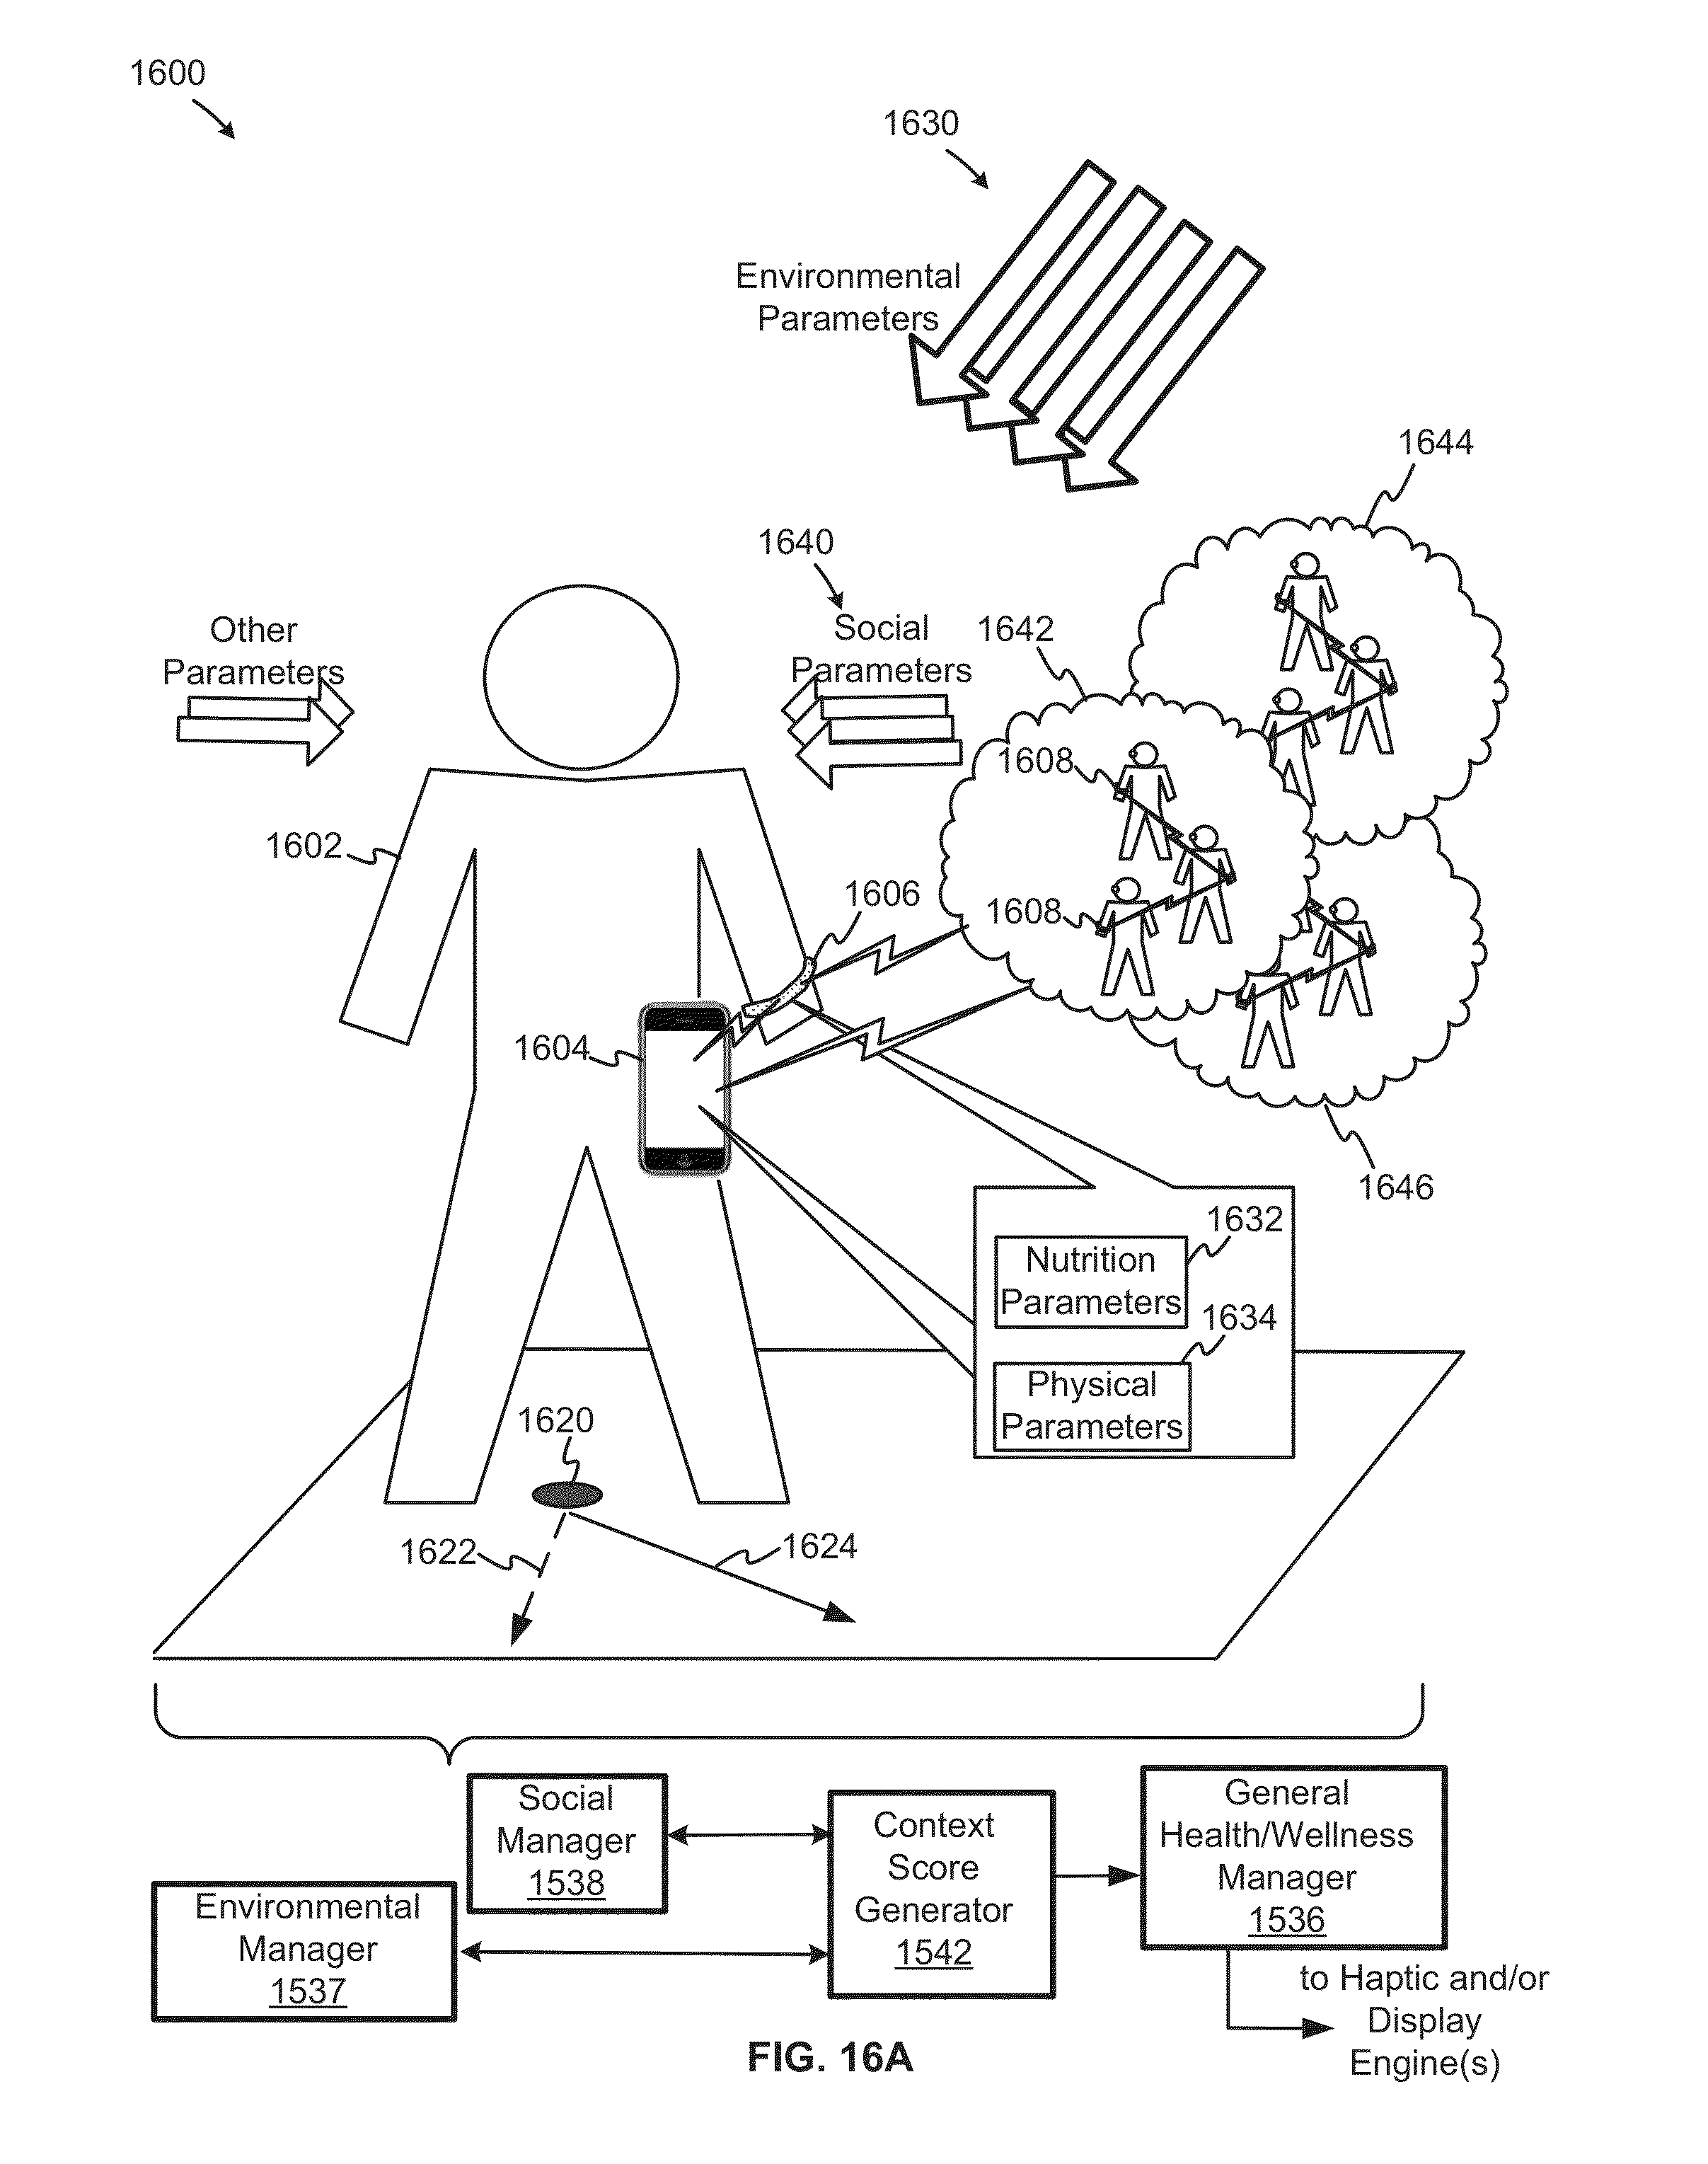 1600
1630
Environmental
Parameters
1644
1640
Other
Parameters
Social
Parameters
1642
1608
1602
1606
1608
1604
1646
1632
Nutrition
Parameters
1634
Physical
Parameters
1620
1622
1624
Social
Manager
1538
Context
Score
Generator
1542
General
Health/Wellness
Manager
1536
Environmental
Manager
1537
to Haptic and/or
Display
Engine(s)
FIG. 16A